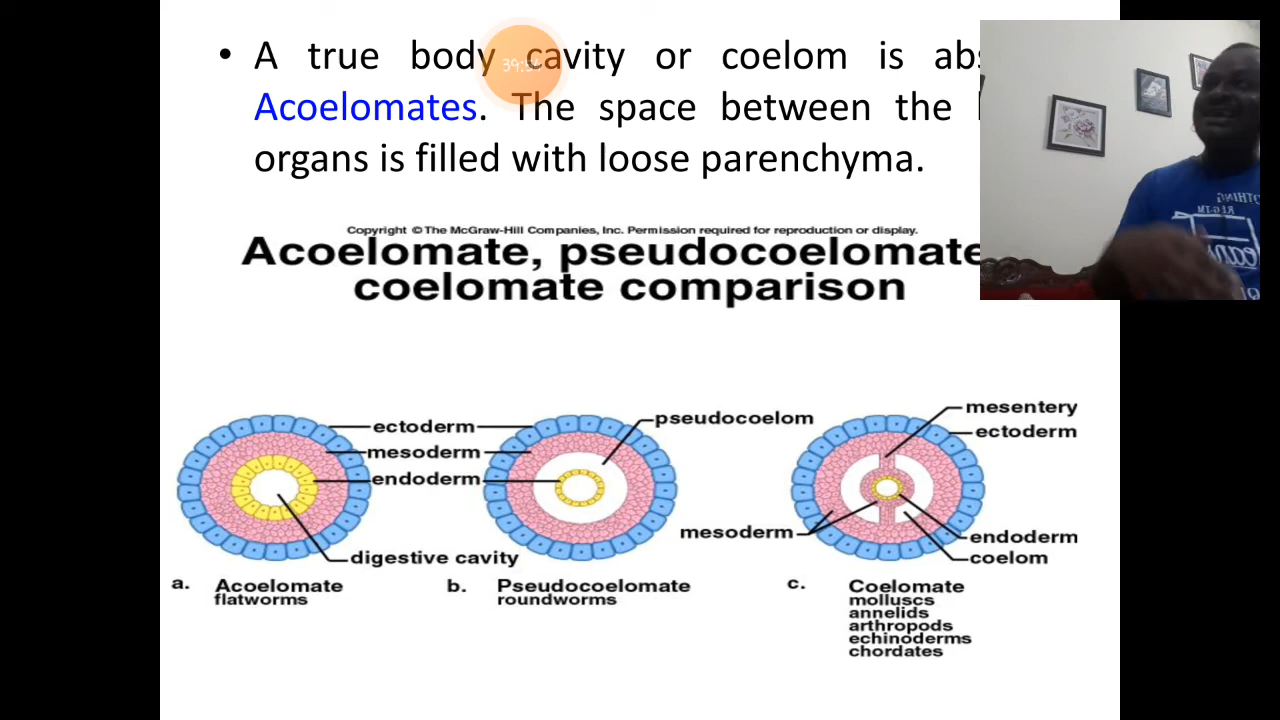 • A true body cavity or coelom is
Acoelomates. The space between the
organs is filled with loose parenchyma.
Copyright © The McGraw-Hill Companies, Inc. Permission required for reproduction or display.
Acoelomate, pseudocoelomate
coelomate comparison
ectoderm
mesoderm
endoderm
digestive cavity
pseudocoelom
mesentery
ectoderm
mesoderm
endoderm
coelom
a. Acoelomate
flatworms
b. Pseudocoelomate
roundworms
c. Coelomate
molluscs
annelids
arthropods
echinoderms
chordates